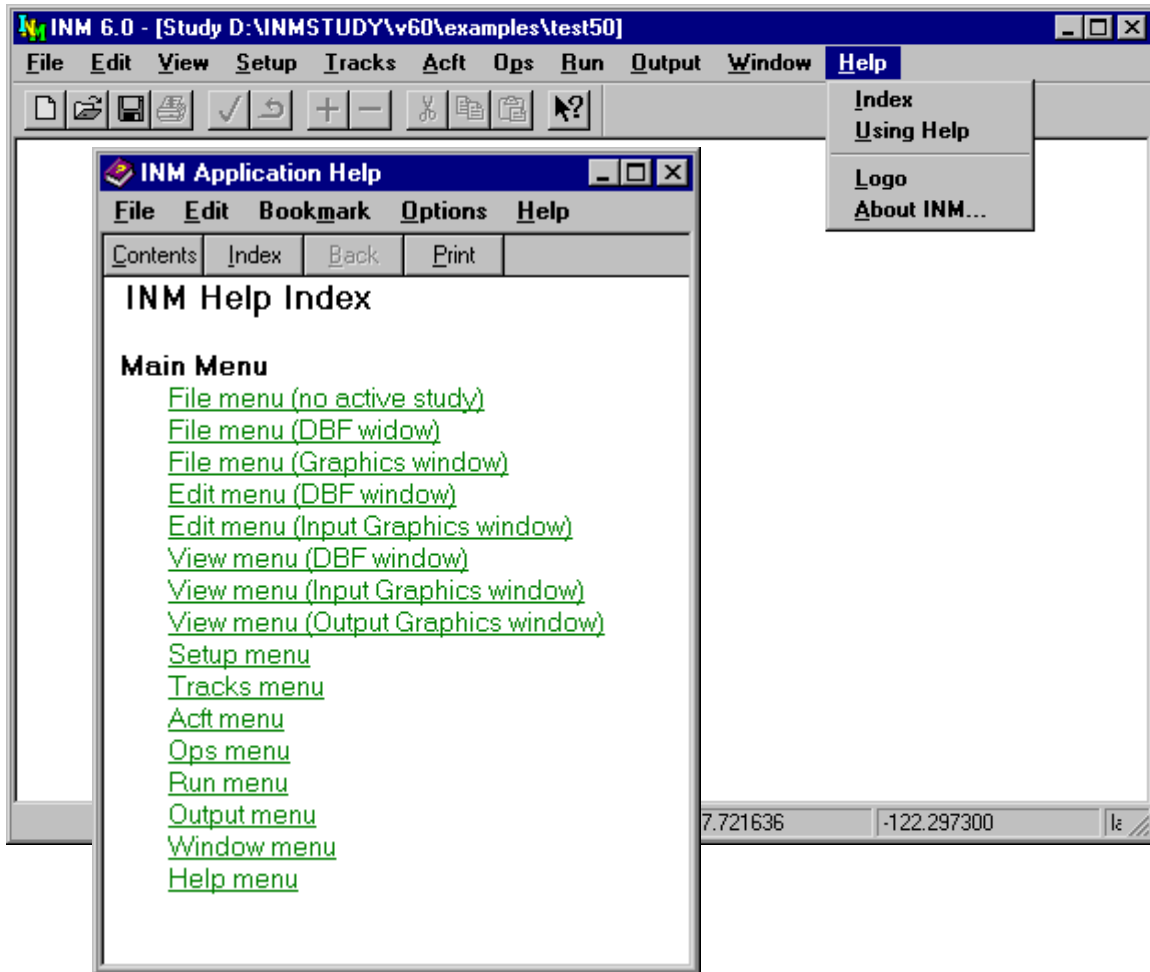 INM 6.0 - [Study D:\INMSTUDY\v60\examples\test50]
File Edit View Setup Tracks Acft Ops Run Output Window Help
Index
Using Help
Logo
About INM...
INM Application Help
File Edit Bookmark Options Help
Contents Index Back Print
INM Help Index
Main Menu
File menu (no active study)
File menu (DBF widow)
File menu (Graphics window)
Edit menu (DBF window)
Edit menu (Input Graphics window)
View menu (DBF window)
View menu (Input Graphics window)
View menu (Output Graphics window)
Setup menu
Tracks menu
Acft menu
Ops menu
Run menu
Output menu
Window menu
Help menu
7.721636 -122.297300